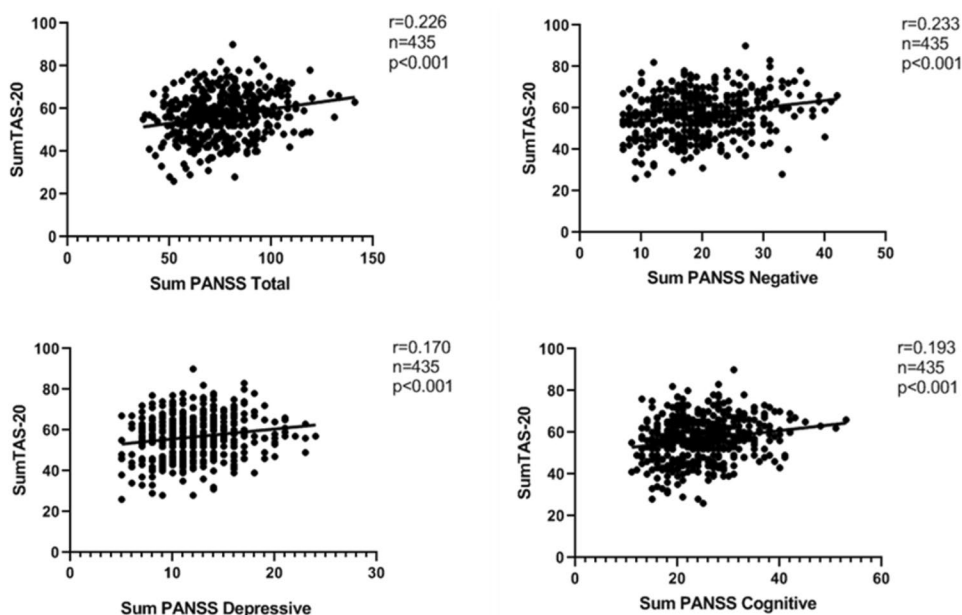 r=0.226
n=435
p<0.001
100
80
60
40
20
0
SumTAS-20
0
50
100
150
Sum PANSS Total
r=0.233
n=435
p<0.001
100
80
60
40
20
0
SumTAS-20
0
10
20
30
40
50
Sum PANSS Negative
r=0.170
n=435
p<0.001
100
80
60
40
20
0
SumTAS-20
0
10
20
30
Sum PANSS Depressive
r=0.193
n=435
p<0.001
100
80
60
40
20
0
SumTAS-20
0
20
40
60
Sum PANSS Cognitive